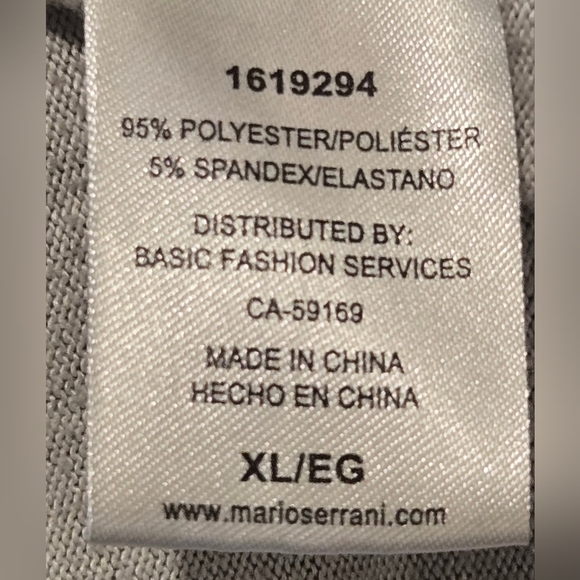 1619294
95% POLYESTER/POLIÉSTER
5% SPANDEX/ELASTANO
DISTRIBUTED BY:
BASIC FASHION SERVICES
CA-59169
MADE IN CHINA
HECHO EN CHINA
XL/EG
www.marioserrani.com